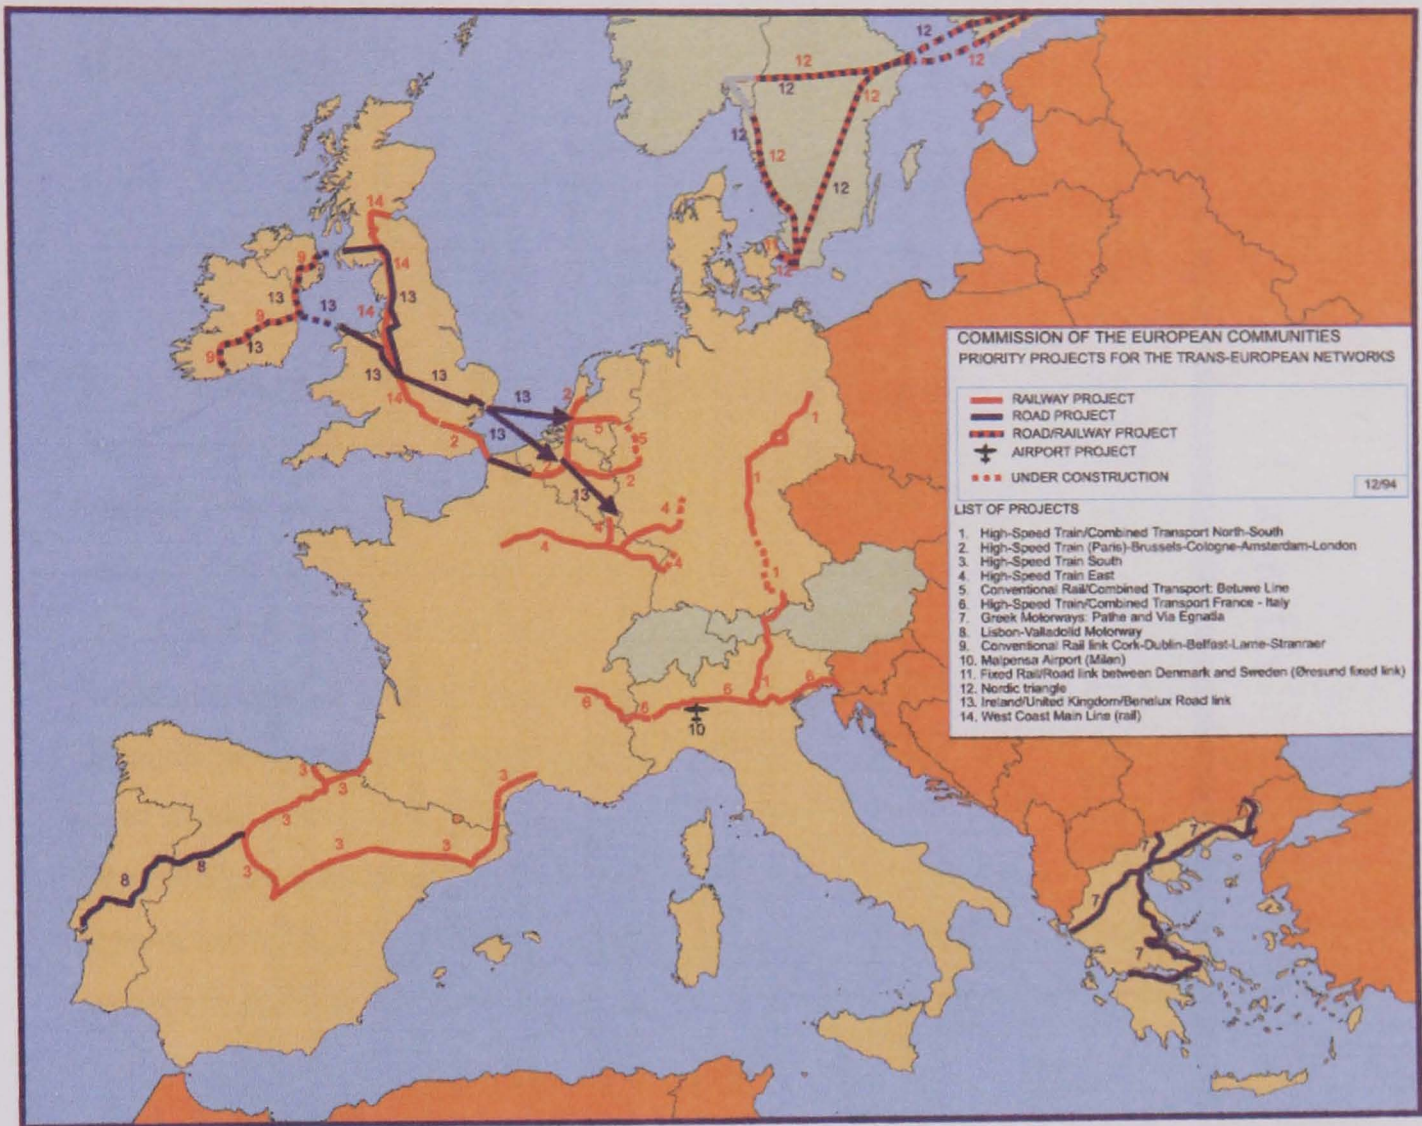 COMMISSION OF THE EUROPEAN COMMUNITIES
PRIORITY PROJECTS FOR THE TRANS-EUROPEAN NETWORKS
RAILWAY PROJECT
ROAD PROJECT
ROAD/RAILWAY PROJECT
AIRPORT PROJECT
UNDER CONSTRUCTION
12/94
LIST OF PROJECTS
1. High-Speed Train/Combined Transport North-South
2. High-Speed Train (Paris)-Brussels-Cologne-Amsterdam-London
3. High-Speed Train South
4. High-Speed Train East
5. Conventional Rail/Combined Transport: Betuwe Line
6. High-Speed Train/Combined Transport France - Italy
7. Greek Motorways: Pathe and Via Egnatia
8. Lisbon-Valladolid Motorway
9. Conventional Rail link Cork-Dublin-Belfast-Larne-Stranraer
10. Malpensa Airport (Milan)
11. Fixed Rail/Road link between Denmark and Sweden (Øresund fixed link)
12. Nordic triangle
13. Ireland/United Kingdom/Benelux Road link
14. West Coast Main Line (rail)
12
12
12
12
12
12
12
12
12
11
12
14
14
13
14
9
13
13
9
13
9
13
13
14
2
13
13
2
5
5
2
2
13
1
1
1
1
4
4
4
4
6
6
6
6
10
3
3
3
3
3
3
3
8
8
7
7
7
7